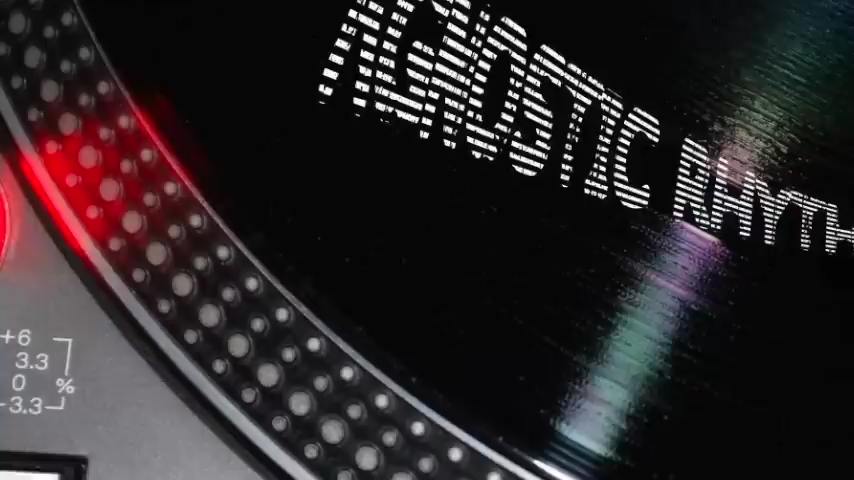 AGNOSTIC RHYTH
+6
3.3
0 %
-3.3